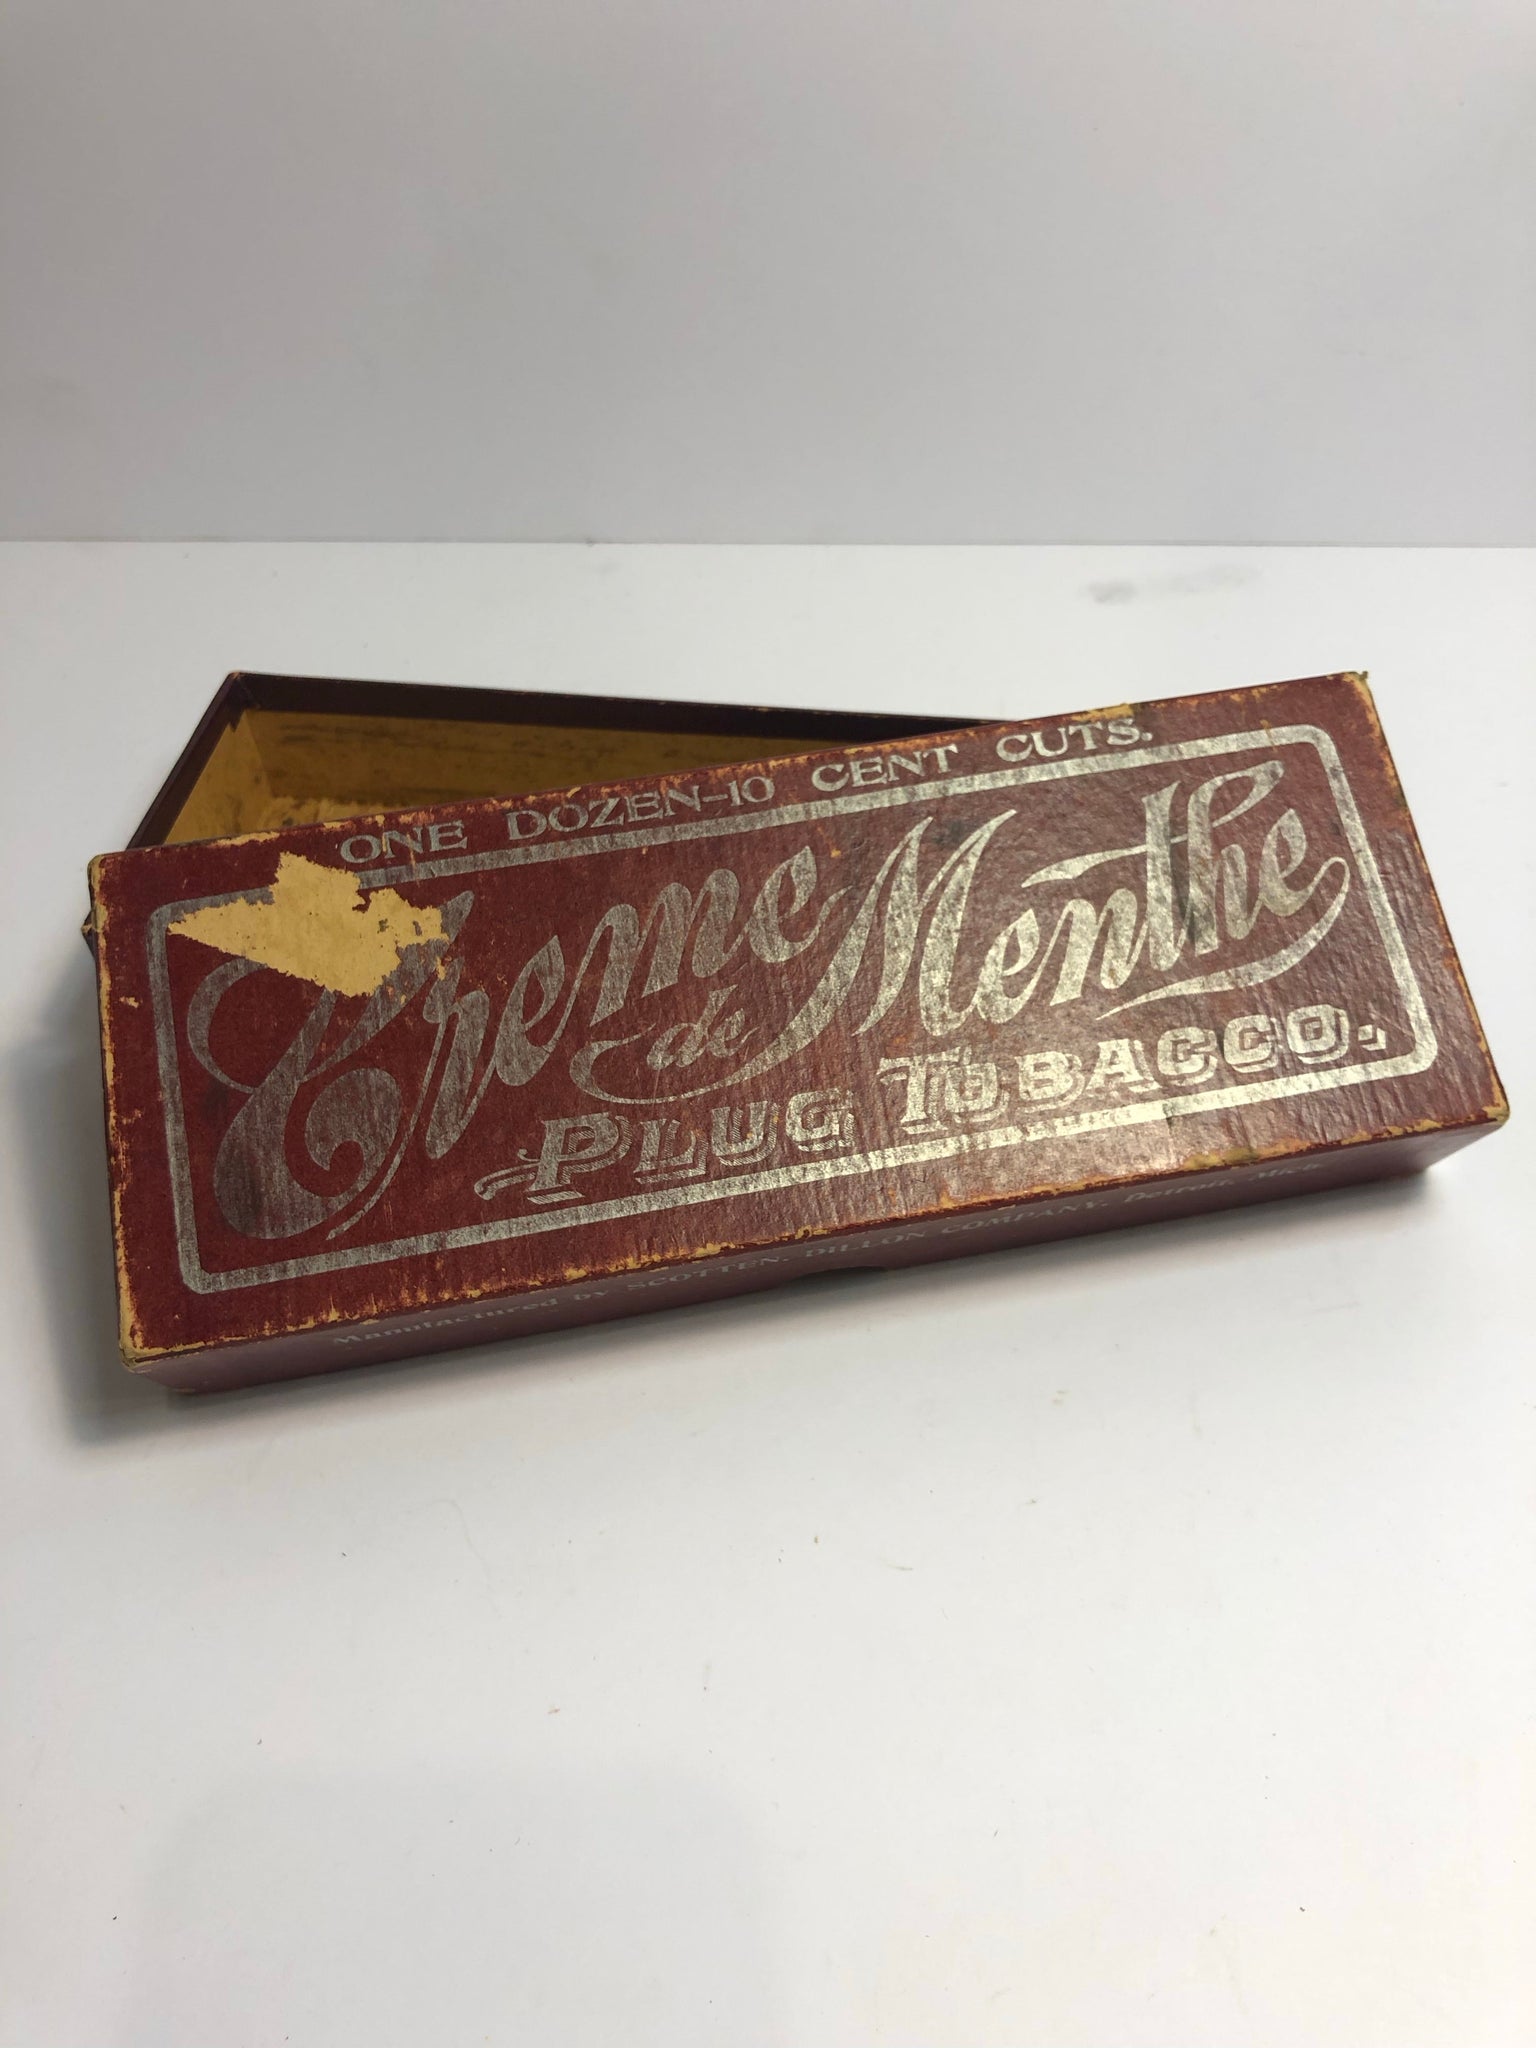 ONE DOZEN-10 CENT CUTS.
Creme de Menthe
PLUG TOBACCO.
Manufactured by SCOTTEN, DILLON COMPANY, Detroit, Mich.